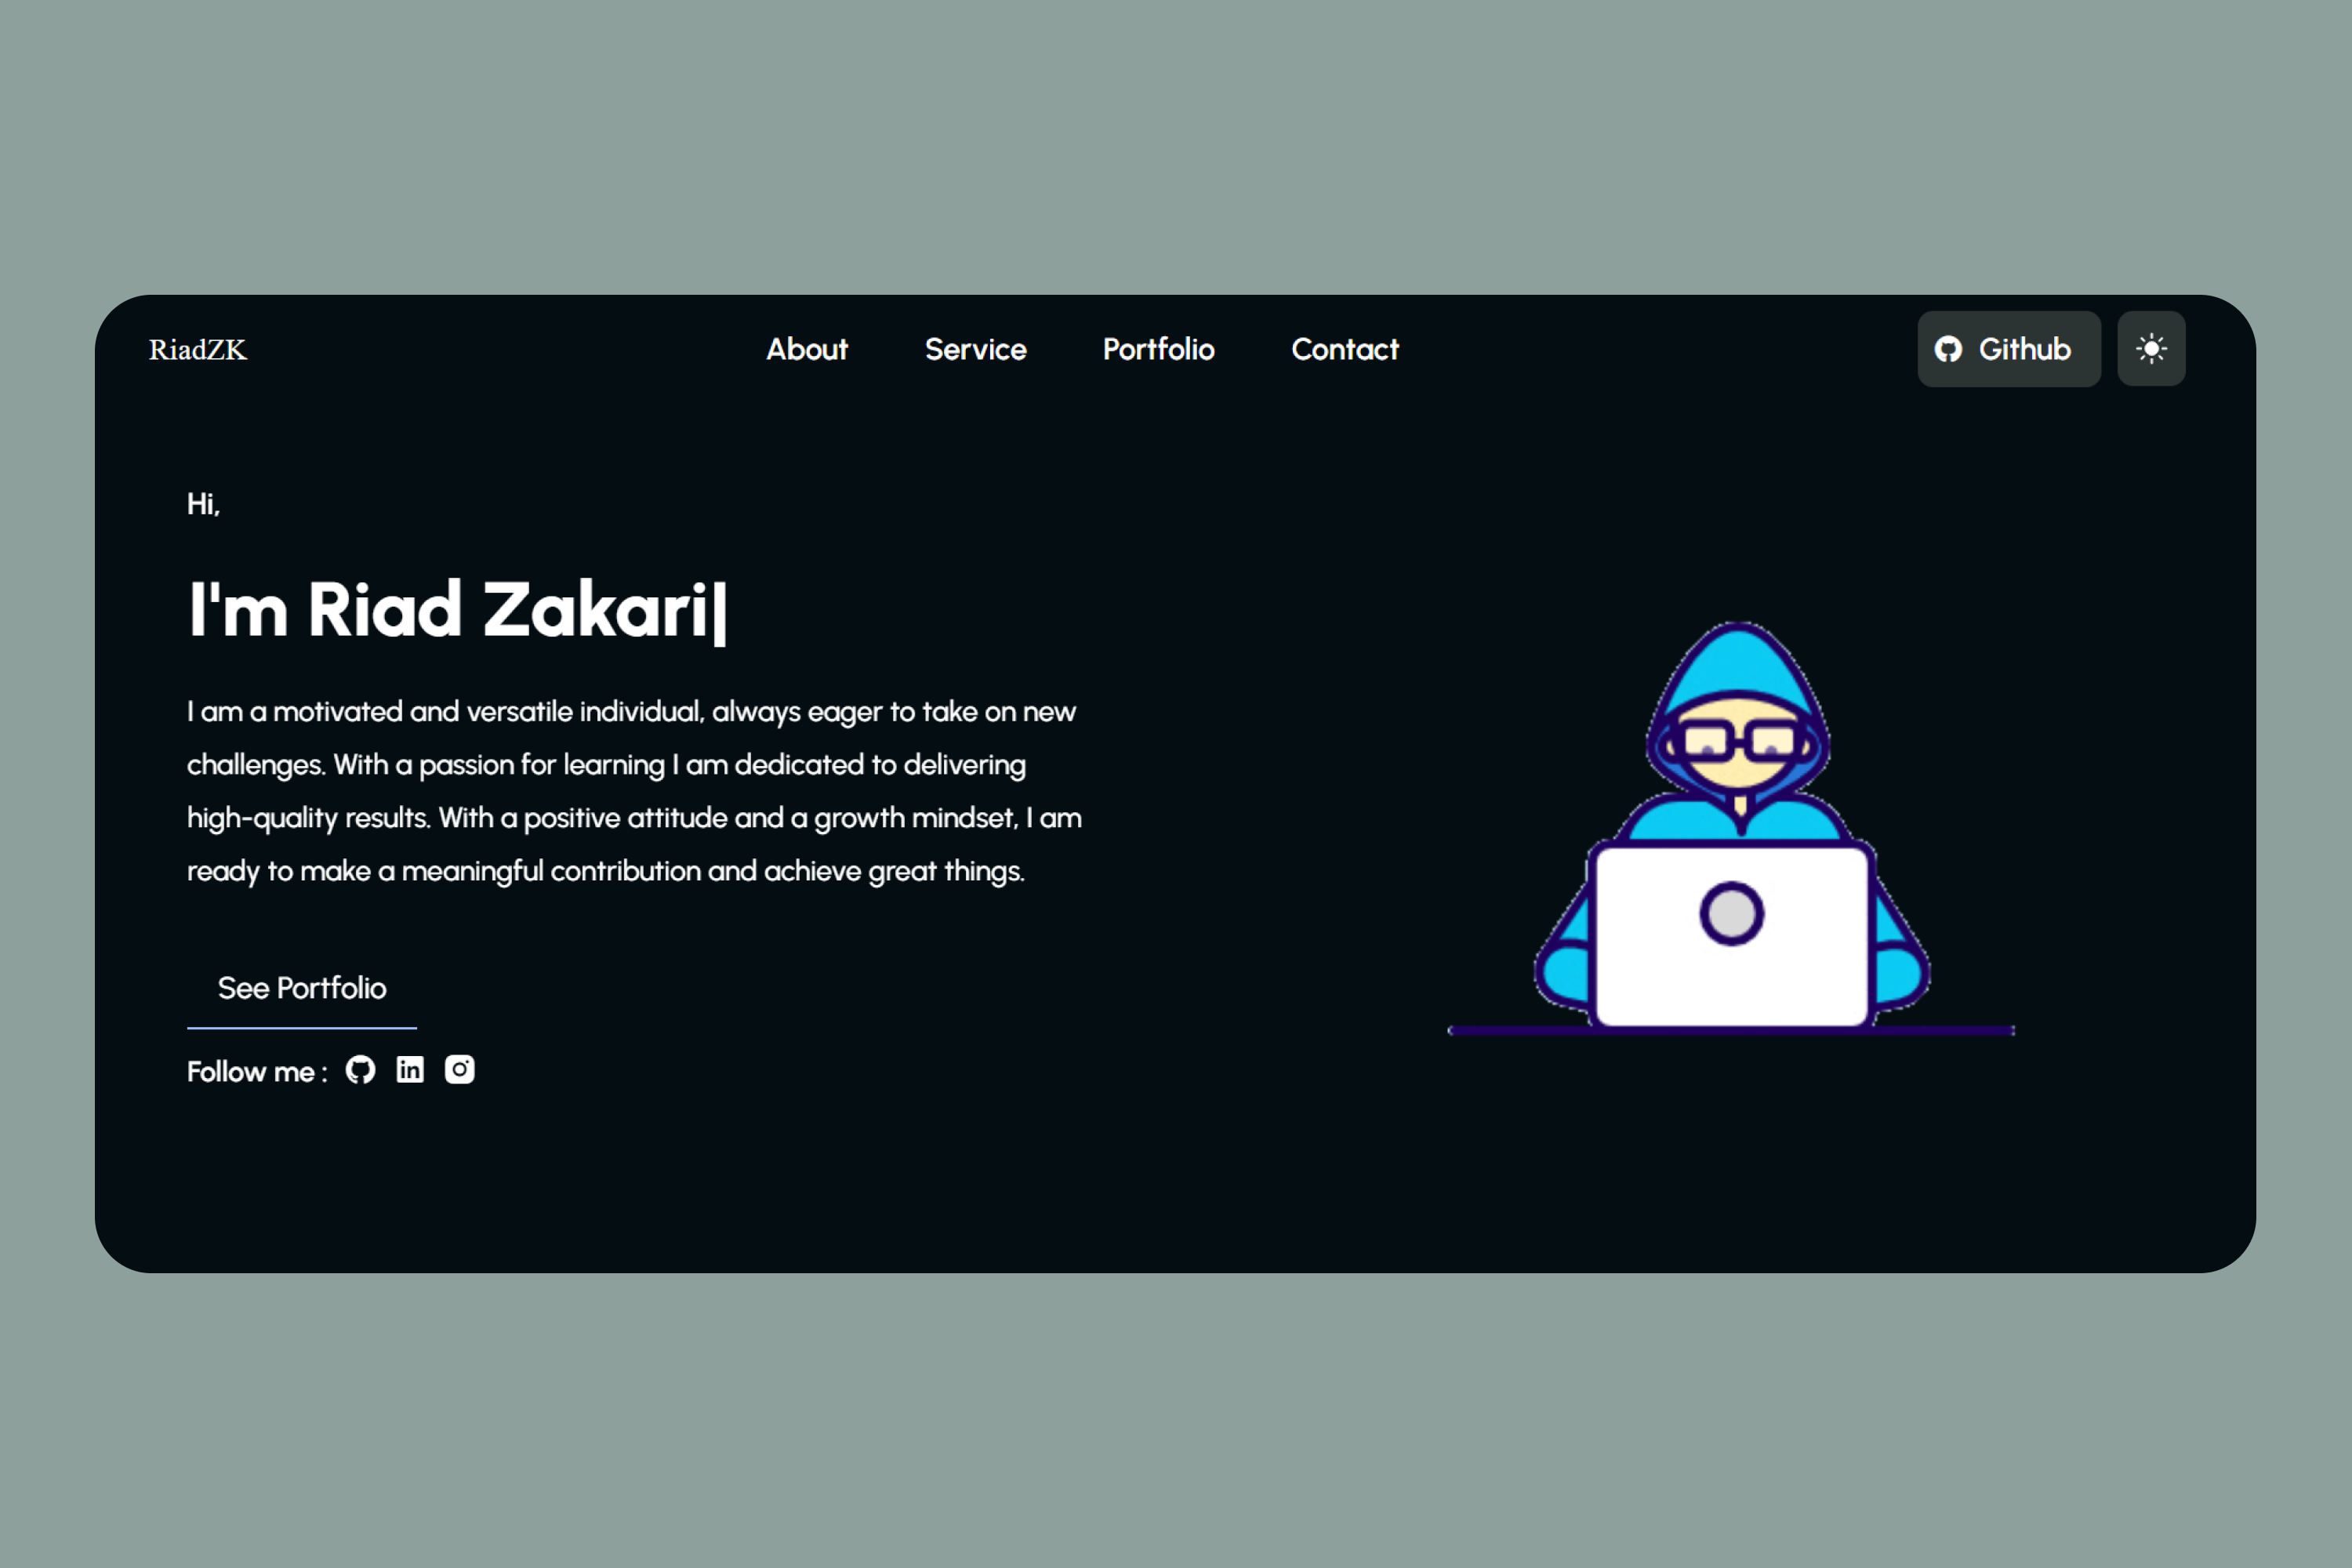 RiadZK
About
Service
Portfolio
Contact
Github
Hi,
I'm Riad Zakari|
I am a motivated and versatile individual, always eager to take on new
challenges. With a passion for learning I am dedicated to delivering
high-quality results. With a positive attitude and a growth mindset, I am
ready to make a meaningful contribution and achieve great things.
See Portfolio
Follow me :